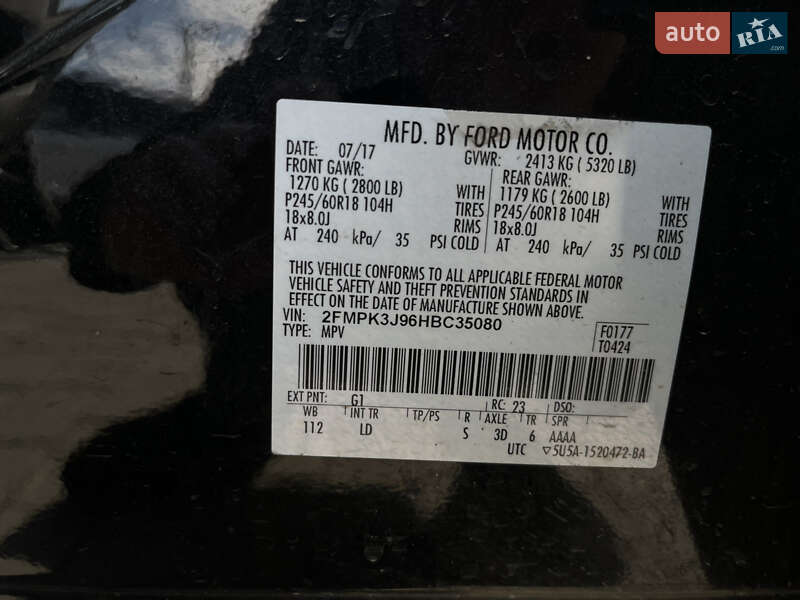 auto RIA.com
MFD. BY FORD MOTOR CO.
DATE: 07/17 GVWR: 2413 KG ( 5320 LB)
FRONT GAWR: REAR GAWR:
1270 KG ( 2800 LB) WITH 1179 KG ( 2600 LB) WITH
P245/60R18 104H TIRES P245/60R18 104H TIRES
18x8.0J RIMS 18x8.0J RIMS
AT 240 kPa/ 35 PSI COLD AT 240 kPa/ 35 PSI COLD
THIS VEHICLE CONFORMS TO ALL APPLICABLE FEDERAL MOTOR
VEHICLE SAFETY AND THEFT PREVENTION STANDARDS IN
EFFECT ON THE DATE OF MANUFACTURE SHOWN ABOVE.
VIN: 2FMPK3J96HBC35080 F0177
TYPE: MPV T0424
EXT PNT: G1 RC: 23 DSO:
WB INT TR TP/PS R AXLE TR SPR
112 LD S 3D 6 AAAA
UTC ▽5U5A-1520472-BA